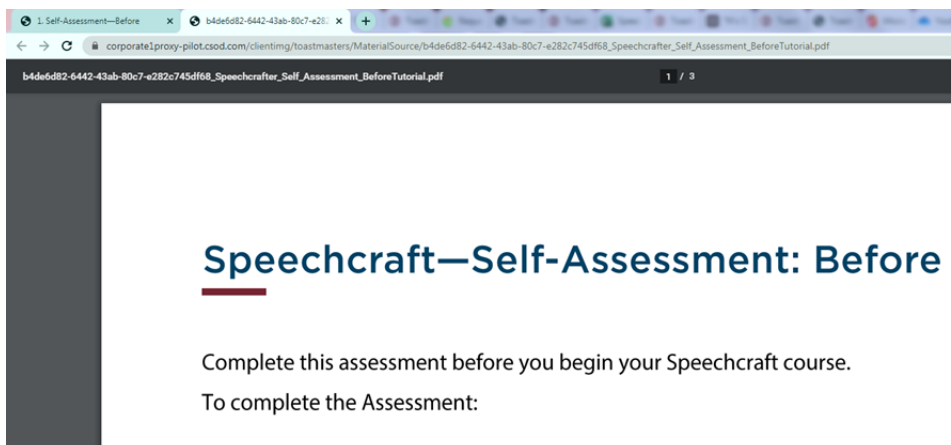 1. Self-Assessment—Before
b4de6d82-6442-43ab-80c7-e28
corporate1proxy-pilot.csod.com/clientimg/toastmasters/MaterialSource/b4de6d82-6442-43ab-80c7-e282c745df68_Speechcrafter_Self_Assessment_BeforeTutorial.pdf
b4de6d82-6442-43ab-80c7-e282c745df68_Speechcrafter_Self_Assessment_BeforeTutorial.pdf 1 / 3
Speechcraft—Self-Assessment: Before
Complete this assessment before you begin your Speechcraft course.
To complete the Assessment: